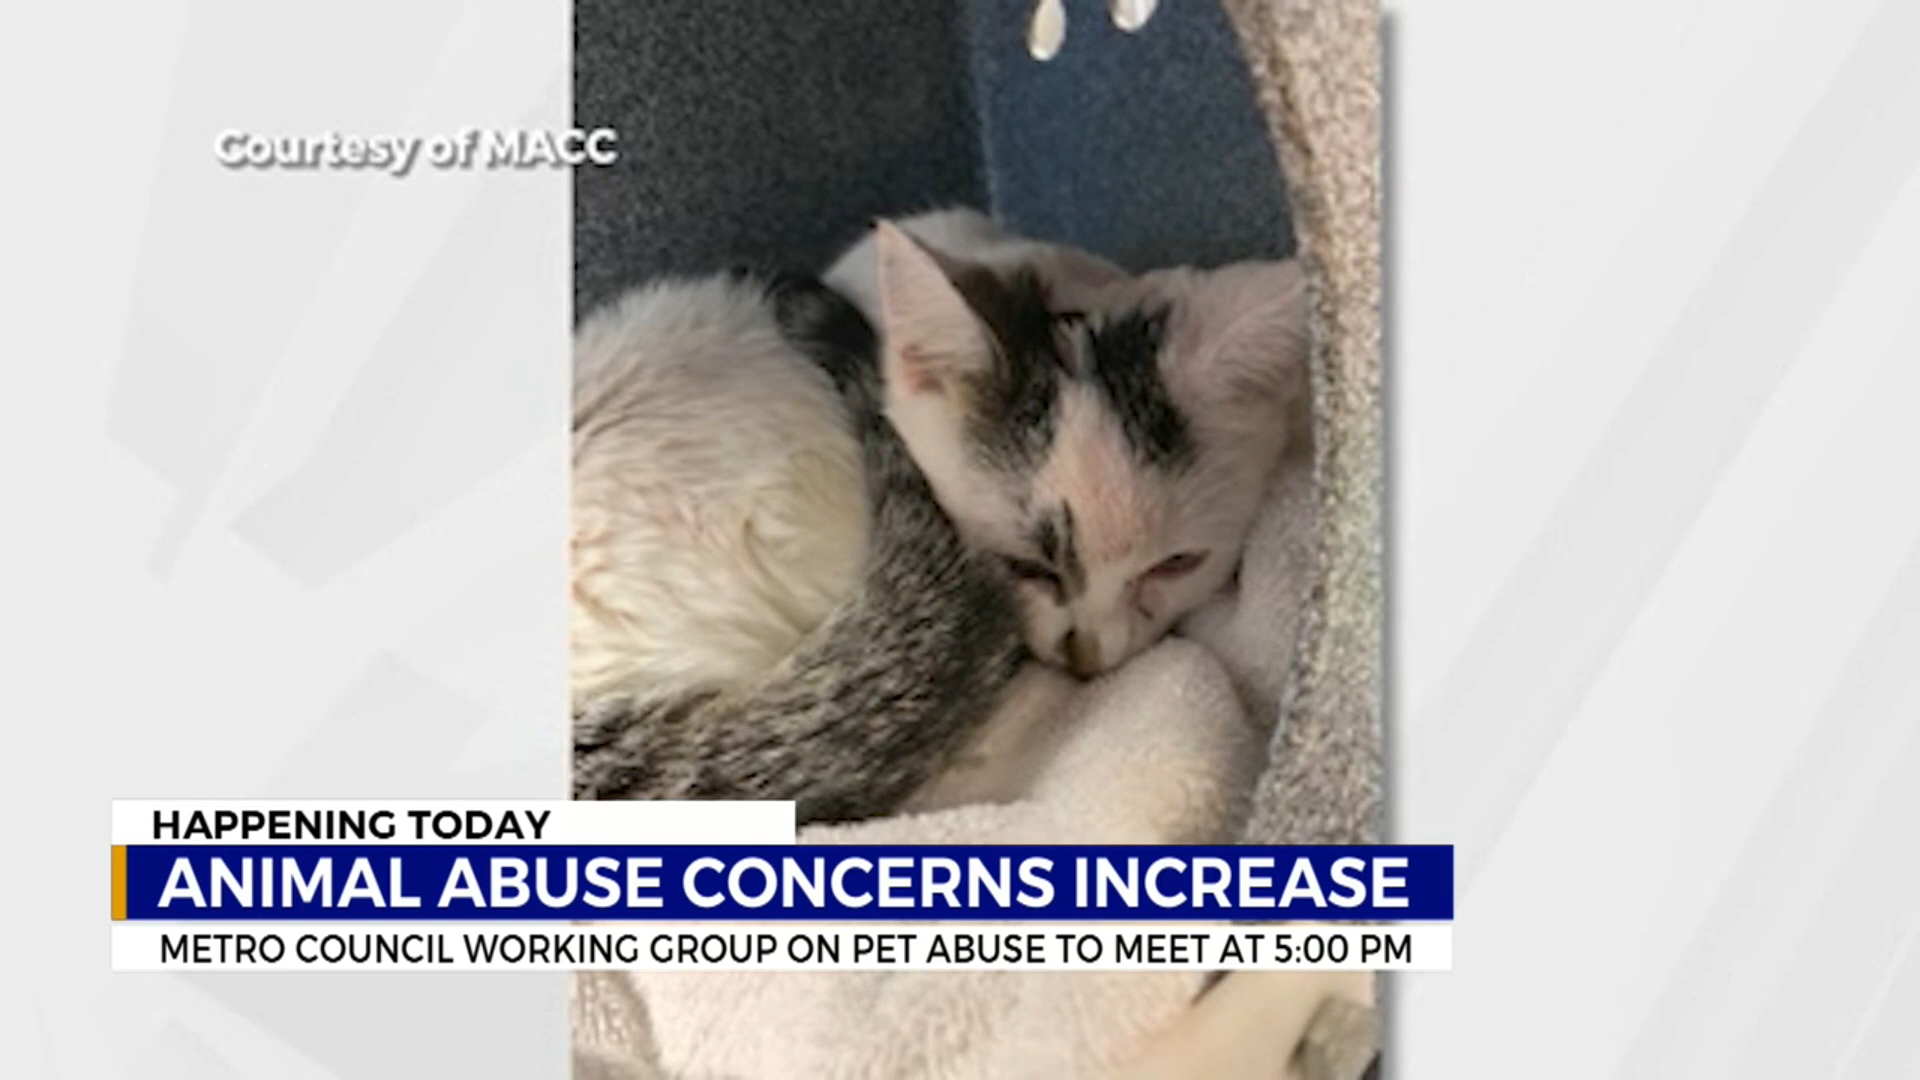 Courtesy of MACC
HAPPENING TODAY
ANIMAL ABUSE CONCERNS INCREASE
METRO COUNCIL WORKING GROUP ON PET ABUSE TO MEET AT 5:00 PM